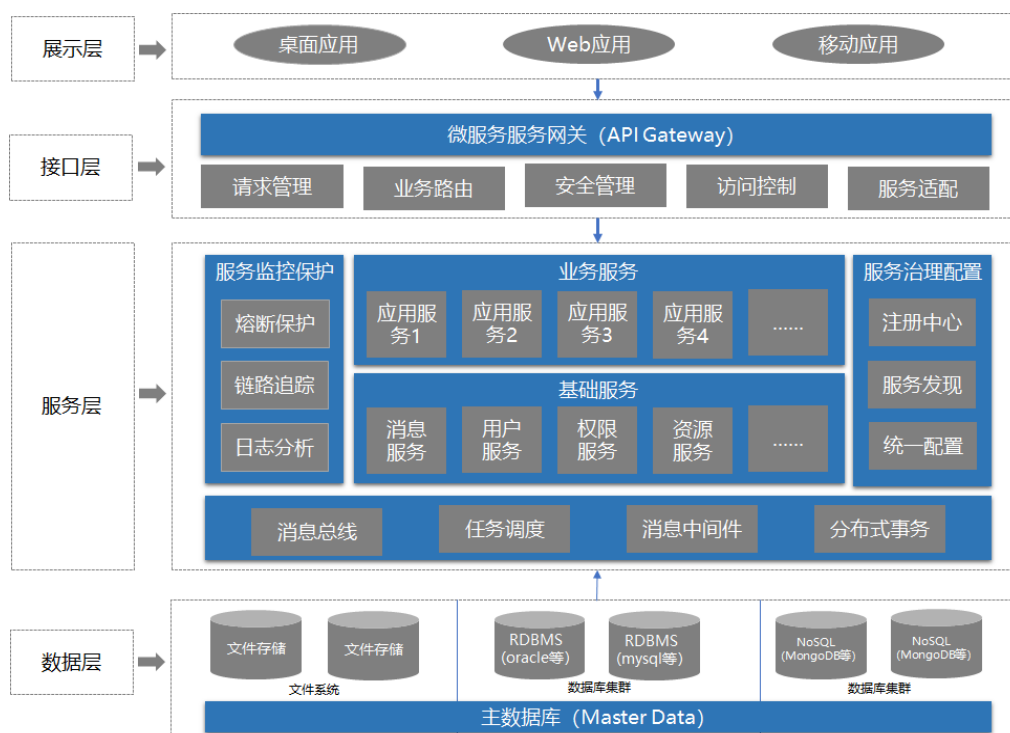 展示层
桌面应用
Web应用
移动应用
接口层
微服务服务网关（API Gateway）
请求管理
业务路由
安全管理
访问控制
服务适配
服务层
服务监控保护
熔断保护
链路追踪
日志分析
业务服务
应用服
务1
应用服
务2
应用服
务3
应用服
务4
......
基础服务
消息
服务
用户
服务
权限
服务
资源
服务
......
服务治理配置
注册中心
服务发现
统一配置
消息总线
任务调度
消息中间件
分布式事务
数据层
文件存储
文件存储
文件系统
RDBMS
(oracle等)
RDBMS
(mysql等)
数据库集群
NoSQL
(MongoDB等)
NoSQL
(MongoDB等)
数据库集群
主数据库（Master Data）